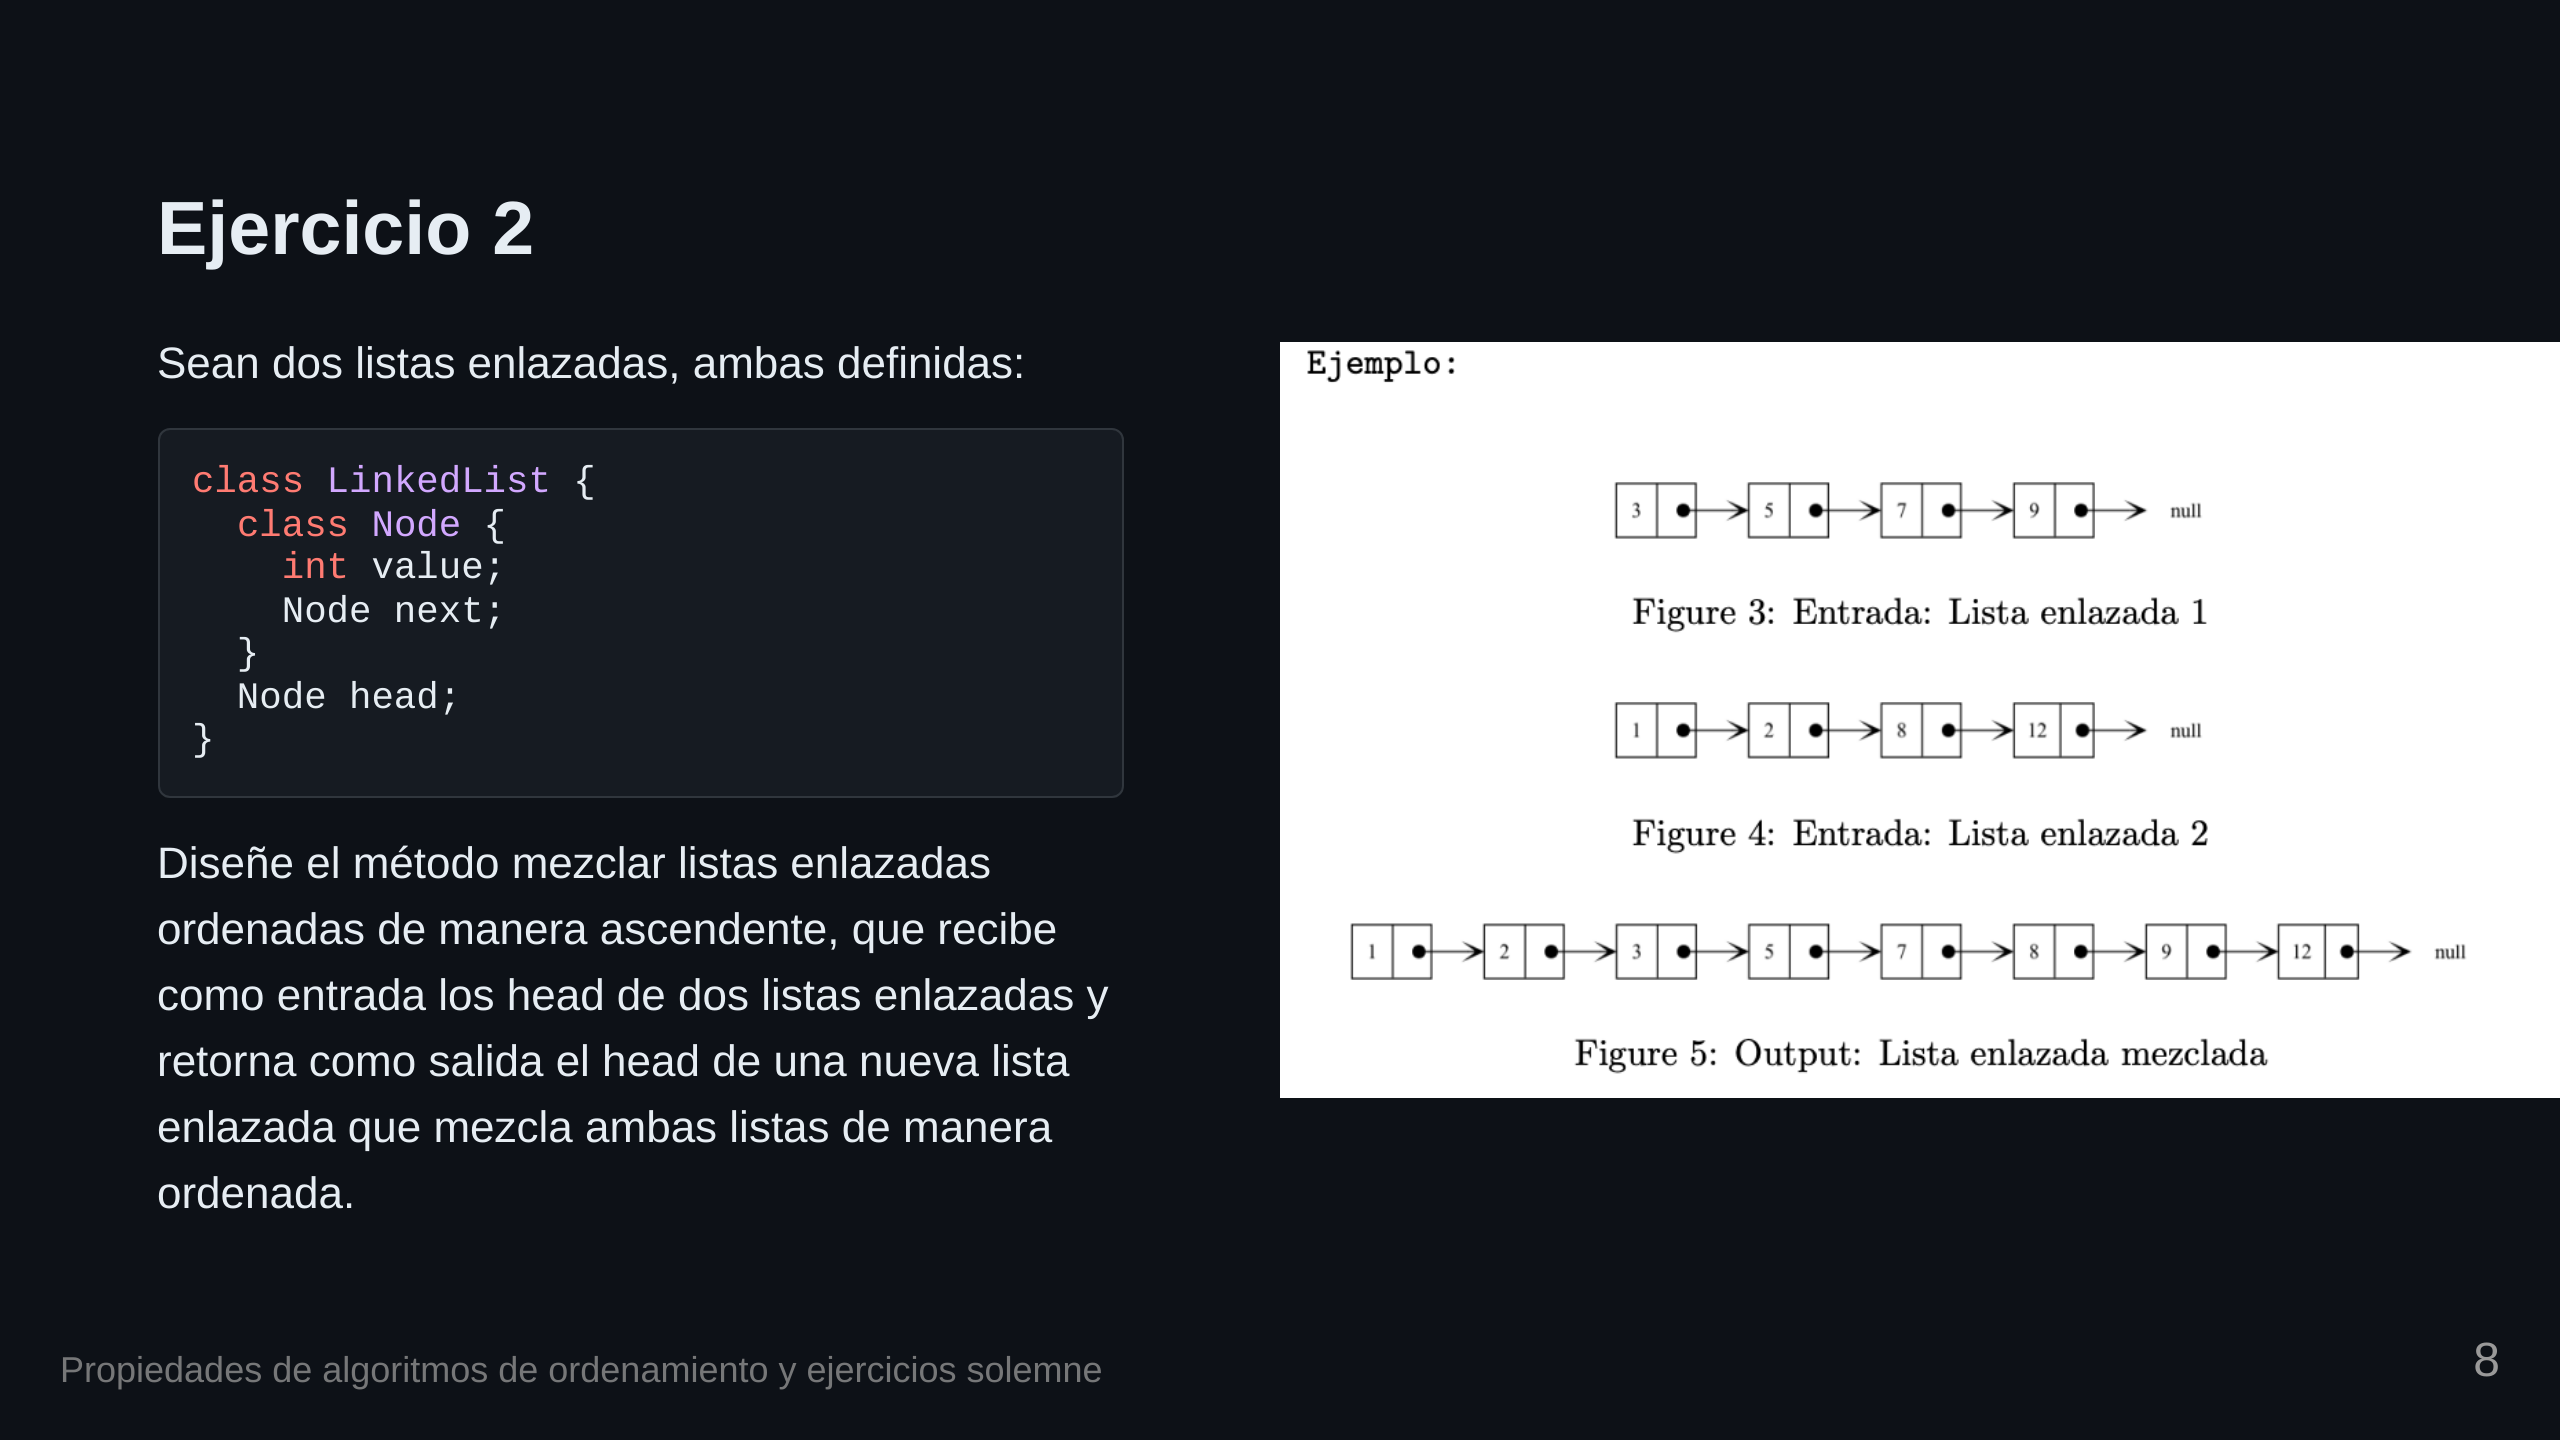 Ejercicio 2
Sean dos listas enlazadas, ambas definidas:
class LinkedList {
  class Node {
    int value;
    Node next;
  }
  Node head;
}
Diseñe el método mezclar listas enlazadas
ordenadas de manera ascendente, que recibe
como entrada los head de dos listas enlazadas y
retorna como salida el head de una nueva lista
enlazada que mezcla ambas listas de manera
ordenada.
Ejemplo:
3 5 7 9 null
Figure 3: Entrada: Lista enlazada 1
1 2 8 12 null
Figure 4: Entrada: Lista enlazada 2
1 2 3 5 7 8 9 12 null
Figure 5: Output: Lista enlazada mezclada
Propiedades de algoritmos de ordenamiento y ejercicios solemne
8